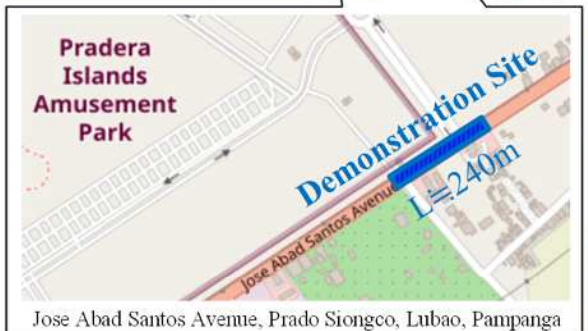 Pradera
Islands
Amusement
Park
Demonstration Site
L≒240m
Jose Abad Santos Avenue
Jose Abad Santos Avenue, Prado Siongco, Lubao, Pampanga